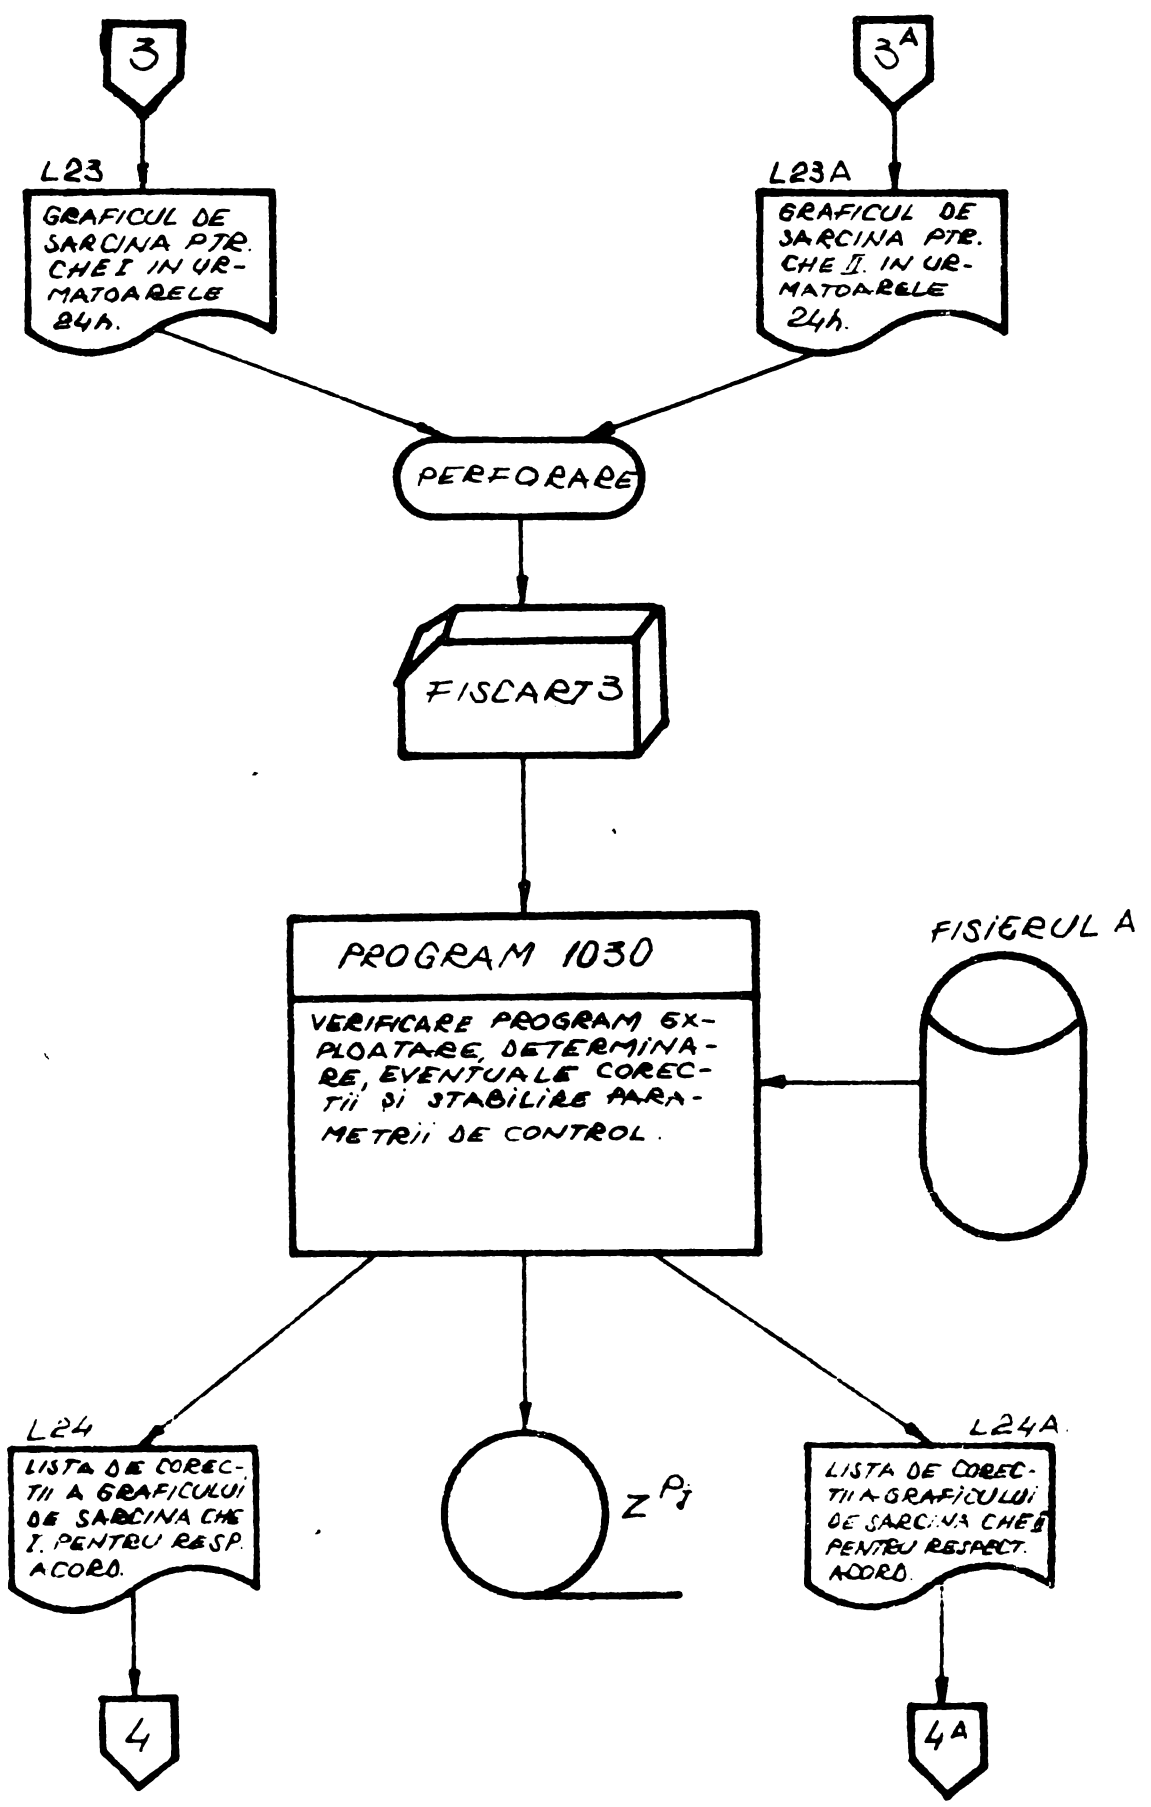 3
3A
L23
GRAFICUL DE
SARCINA PTR.
CHE I IN UR-
MATOARELE
24h.
L23A
GRAFICUL DE
SARCINA PTR.
CHE II. IN UR-
MATOARELE
24h.
PERFORARE
FISCART3
PROGRAM 1030
VERIFICARE PROGRAM EX-
PLOATARE, DETERMINA-
RE, EVENTUALE COREC-
TII ȘI STABILIRE PARA-
METRII DE CONTROL.
FISIERUL A
L24
LISTA DE COREC-
TII A GRAFICULUI
DE SARCINA CHE
I. PENTRU RESP.
ACORD.
Z Pj
L24A.
LISTA DE COREC-
TII A GRAFICULUI
DE SARCINA CHE II
PENTRU RESPECT.
ACORD.
4
4A